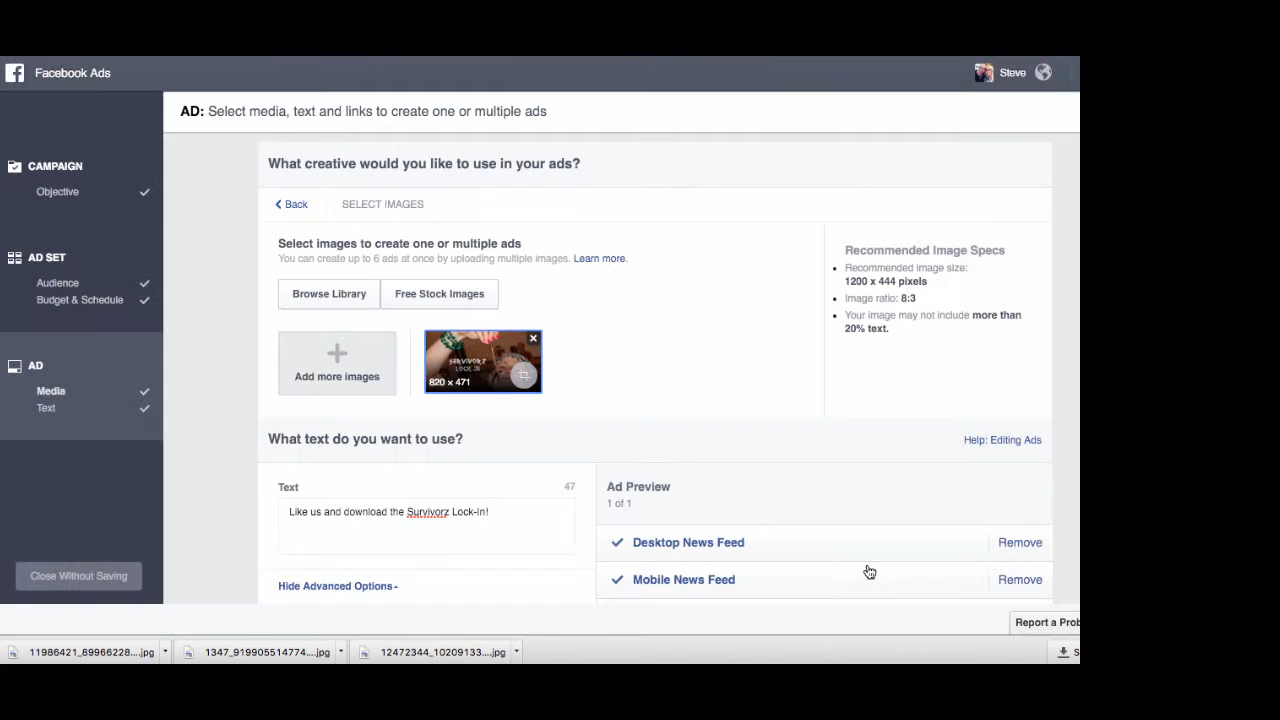 Facebook Ads
Steve
AD: Select media, text and links to create one or multiple ads
CAMPAIGN
Objective
AD SET
Audience
Budget & Schedule
AD
Media
Text
Close Without Saving
What creative would you like to use in your ads?
Back
SELECT IMAGES
Select images to create one or multiple ads
You can create up to 6 ads at once by uploading multiple images. Learn more.
Browse Library
Free Stock Images
Add more images
SURVIVORZ
LOCK-IN
820 x 471
Recommended Image Specs
Recommended image size:
1200 x 444 pixels
Image ratio: 8:3
Your image may not include more than
20% text.
What text do you want to use?
Help: Editing Ads
Text
47
Like us and download the Survivorz Lock-In!
Hide Advanced Options
Ad Preview
1 of 1
Desktop News Feed
Remove
Mobile News Feed
Remove
Report a Prob
11986421_89966228....jpg
1347_919905514774....jpg
12472344_10209133....jpg
S